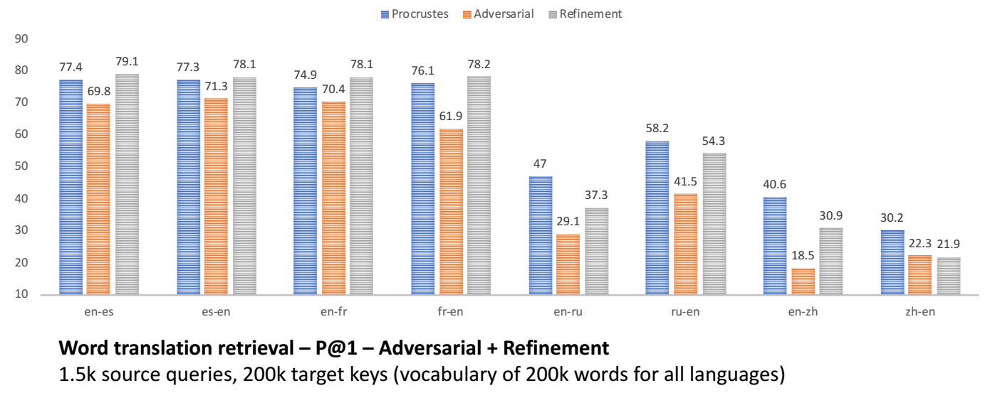 Procrustes Adversarial Refinement
90
80
70
60
50
40
30
20
10
77.4 69.8 79.1
77.3 71.3 78.1
74.9 70.4 78.1
76.1 61.9 78.2
47 29.1 37.3
58.2 41.5 54.3
40.6 18.5 30.9
30.2 22.3 21.9
en-es es-en en-fr fr-en en-ru ru-en en-zh zh-en
Word translation retrieval – P@1 – Adversarial + Refinement
1.5k source queries, 200k target keys (vocabulary of 200k words for all languages)